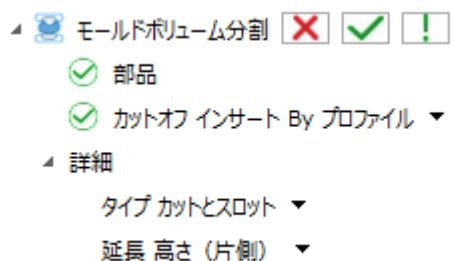 モールドボリューム分割
部品
カットオフ インサート By プロファイル
詳細
タイプ カットとスロット
延長 高さ（片側）